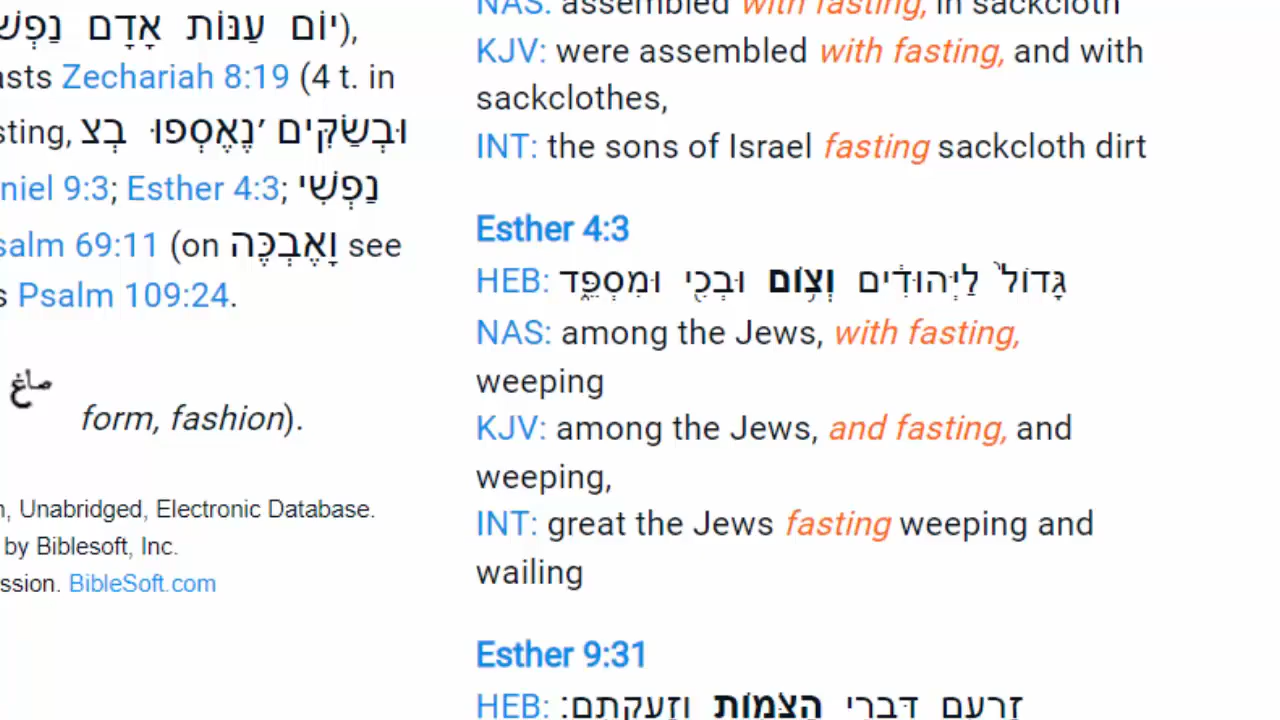 יוֹם עַנּוֹת אָדָם נַפְשׁ),
asts Zechariah 8:19 (4 t. in
sting, וּבְשַׂקִּים ׳נֶאֶסְפוּ בְצ
niel 9:3; Esther 4:3; נַפְשִׁי
salm 69:11 (on וָאֶבְכֶּה see
s Psalm 109:24.
صاغ form, fashion).
n, Unabridged, Electronic Database.
by Biblesoft, Inc.
ssion. BibleSoft.com
NAS: assembled with fasting, in sackcloth
KJV: were assembled with fasting, and with
sackclothes,
INT: the sons of Israel fasting sackcloth dirt
Esther 4:3
HEB: גָּדוֹל֙ לַיְּהוּדִ֔ים וְצ֥וֹם וּבְכִ֖י וּמִסְפֵּ֑ד
NAS: among the Jews, with fasting,
weeping
KJV: among the Jews, and fasting, and
weeping,
INT: great the Jews fasting weeping and
wailing
Esther 9:31
HEB: זַרְעָם דִּבְרֵי הַצֹּמוֹת וְזַעֲקָתָם׃